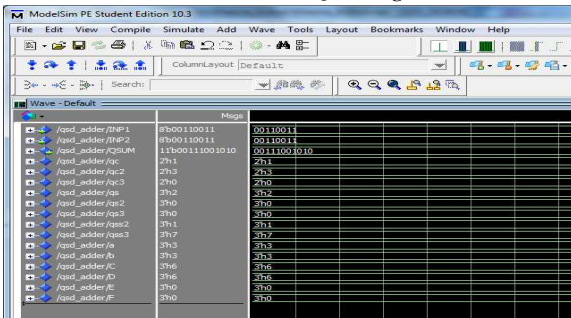 ModelSim PE Student Edition 10.3
File Edit View Compile Simulate Add Wave Tools Layout Bookmarks Window Help
ColumnLayout Default
Search:
Wave - Default
Msgs
/qsd_adder/INP1 8'b00110011 00110011
/qsd_adder/INP2 8'b00110011 00110011
/qsd_adder/QSUM 11'b00111001010 00111001010
/qsd_adder/qc 2'h1 2'h1
/qsd_adder/qc2 2'h3 2'h3
/qsd_adder/qc3 2'h0 2'h0
/qsd_adder/qs 3'h2 3'h2
/qsd_adder/qs2 3'h0 3'h0
/qsd_adder/qs3 3'h0 3'h0
/qsd_adder/qss2 3'h1 3'h1
/qsd_adder/qss3 3'h7 3'h7
/qsd_adder/a 3'h3 3'h3
/qsd_adder/b 3'h3 3'h3
/qsd_adder/C 3'h6 3'h6
/qsd_adder/D 3'h6 3'h6
/qsd_adder/E 3'h0 3'h0
/qsd_adder/F 3'h0 3'h0